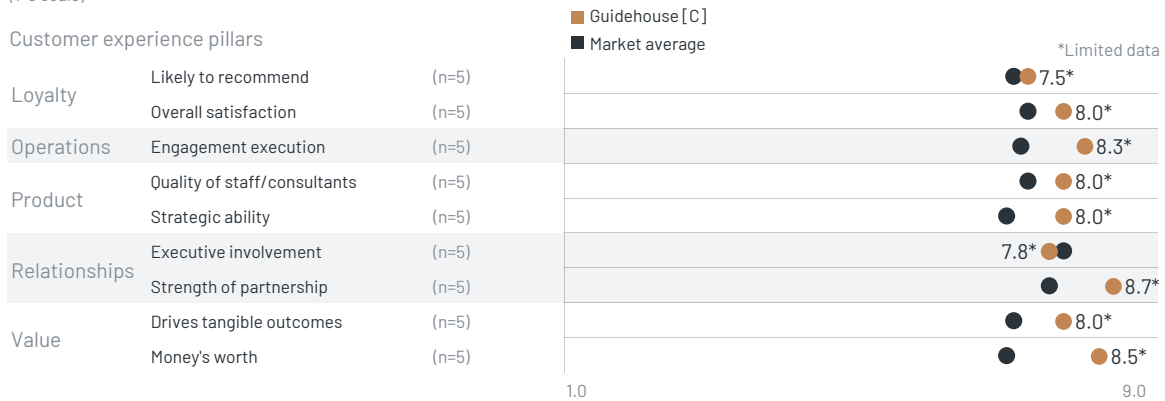 Guidehouse [C]
Customer experience pillars
Market average
*Limited data
Loyalty
Likely to recommend (n=5) 7.5*
Overall satisfaction (n=5) 8.0*
Operations Engagement execution (n=5) 8.3*
Product
Quality of staff/consultants (n=5) 8.0*
Strategic ability (n=5) 8.0*
Relationships
Executive involvement (n=5) 7.8*
Strength of partnership (n=5) 8.7*
Value
Drives tangible outcomes (n=5) 8.0*
Money's worth (n=5) 8.5*
1.0 9.0